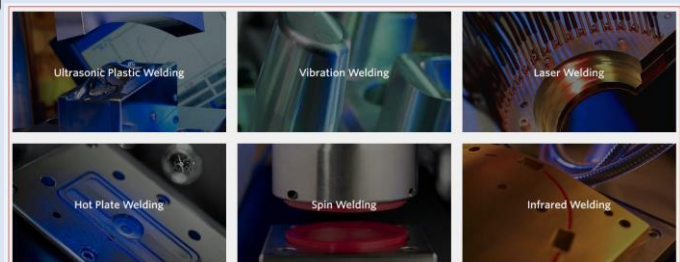 Ultrasonic Plastic Welding
Vibration Welding
Laser Welding
Hot Plate Welding
Spin Welding
Infrared Welding